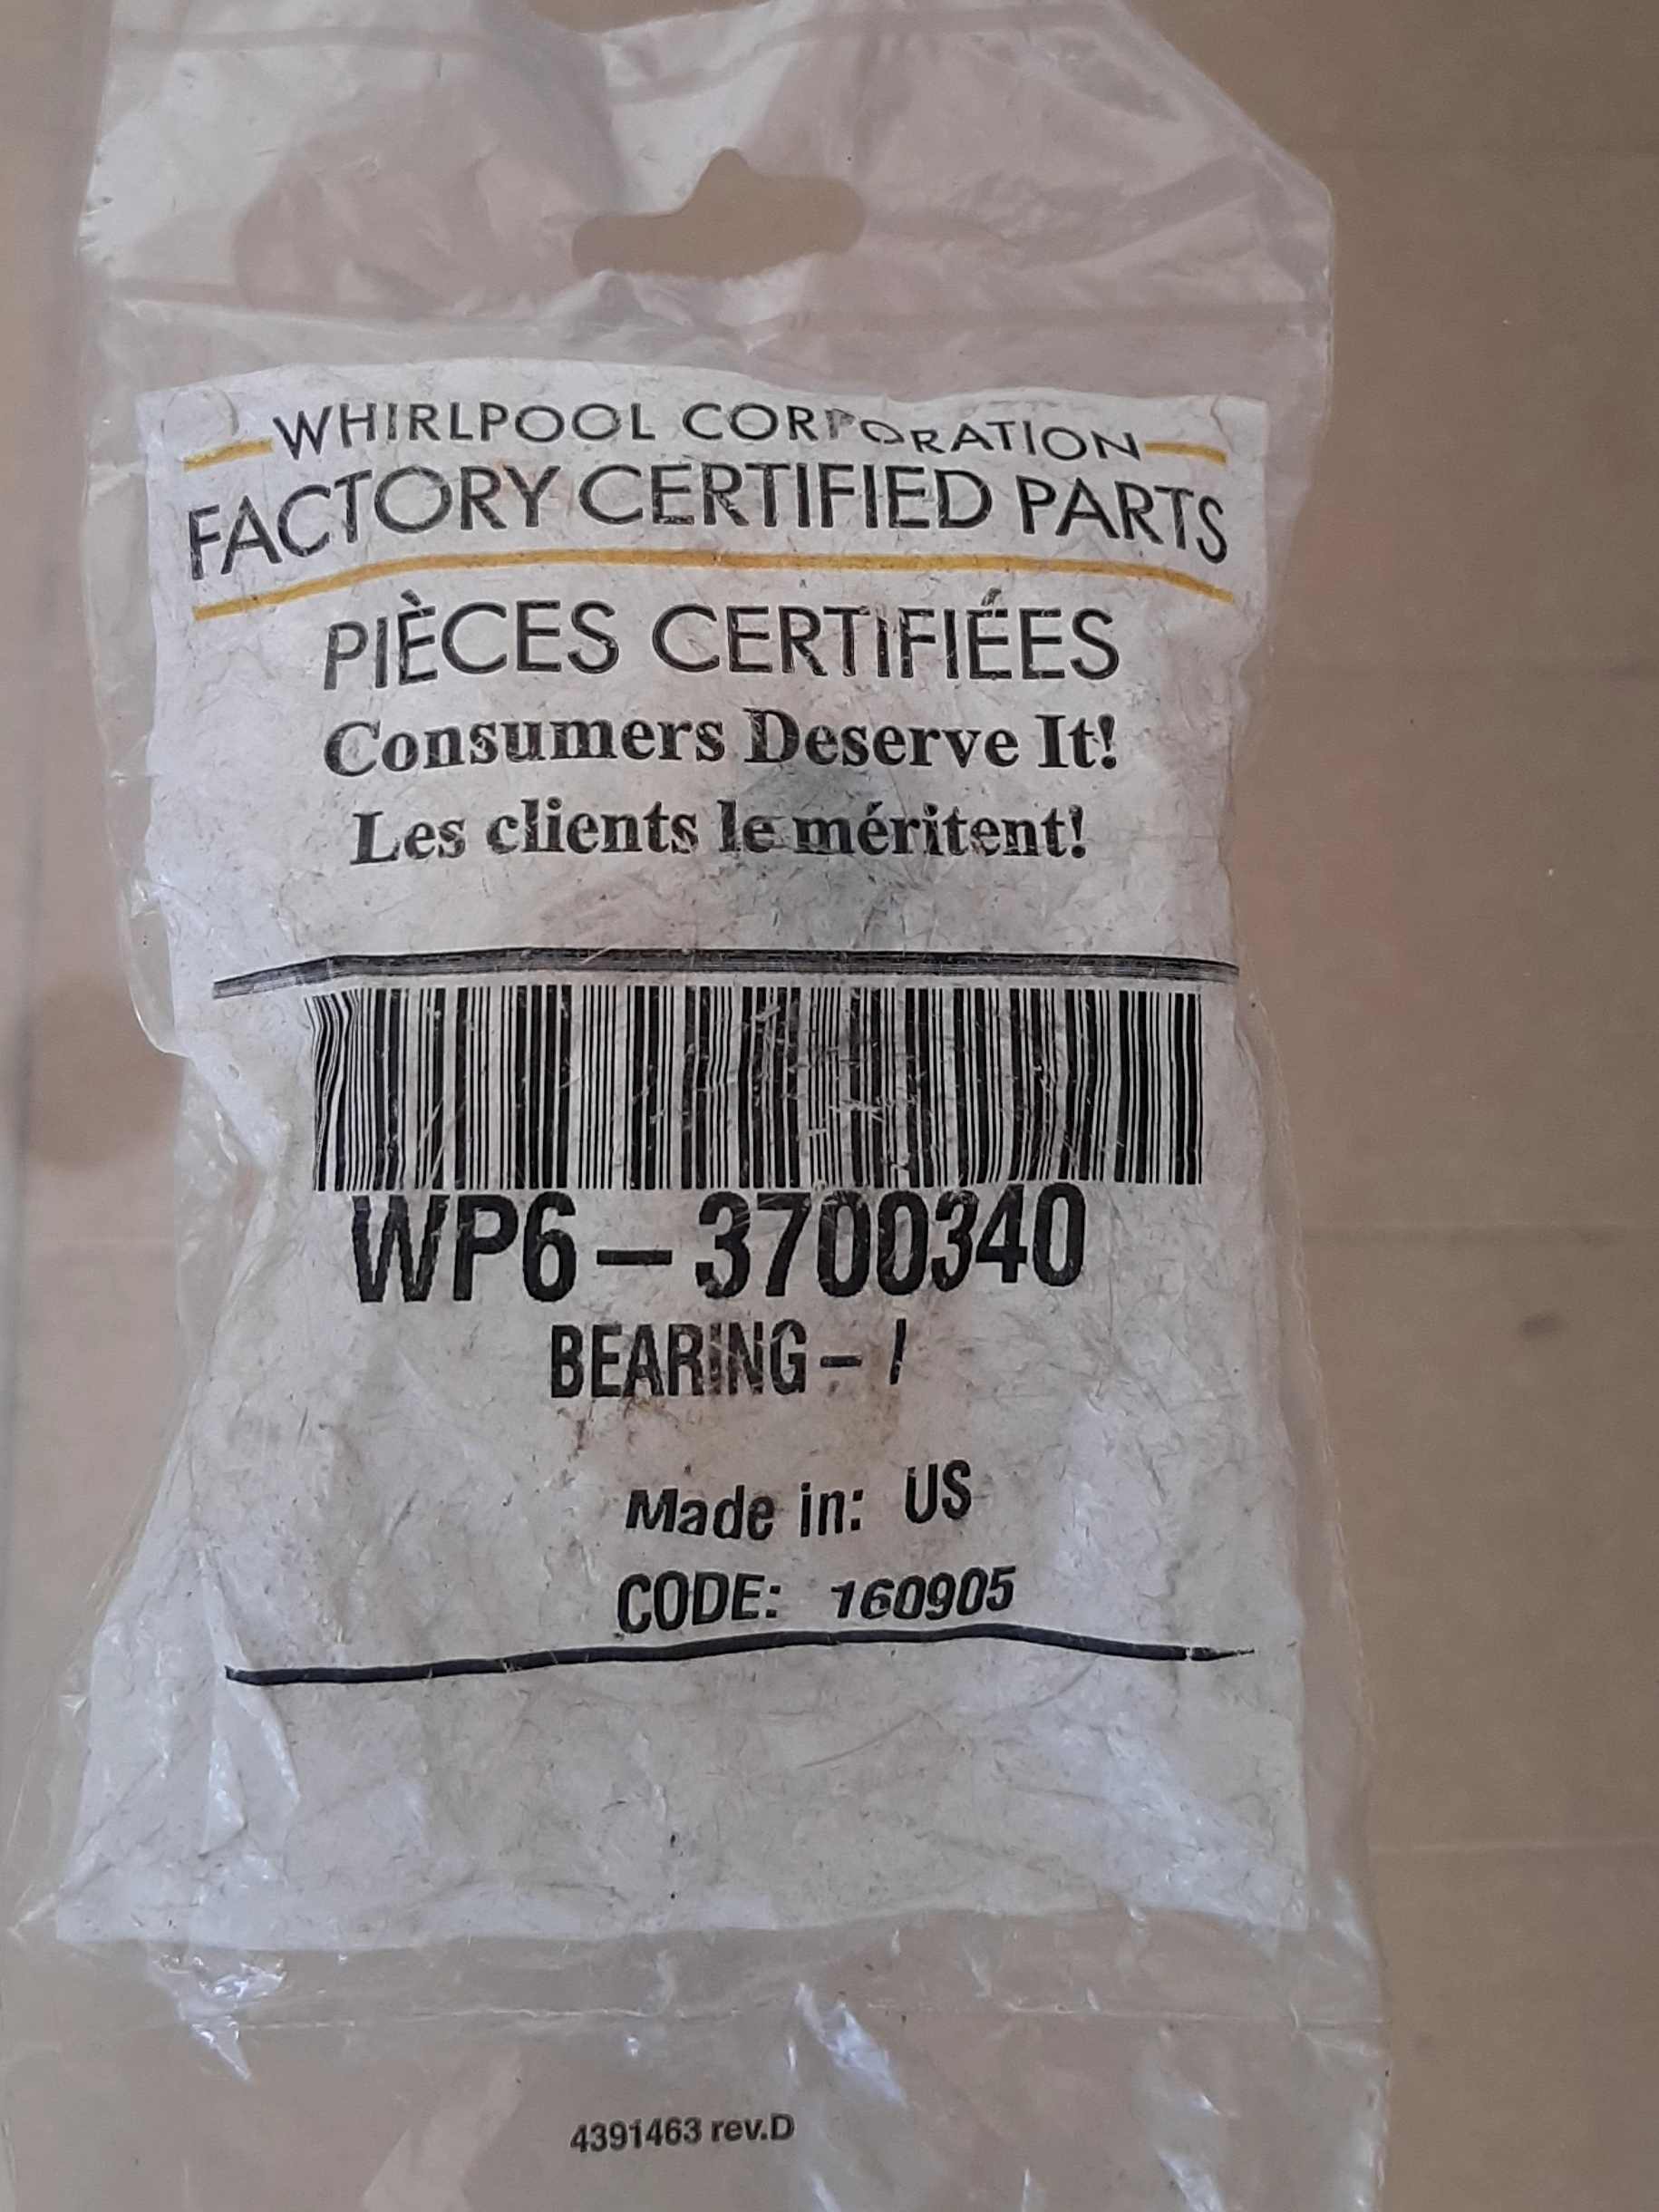 WHIRLPOOL CORPORATION
FACTORY CERTIFIED PARTS
PIÈCES CERTIFIÉES
Consumers Deserve It!
Les clients le méritent!
WP6-3700340
BEARING- I
Made in: US
CODE: 160905
4391463 rev.D